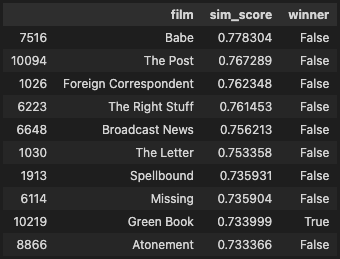 film sim_score winner
7516 Babe 0.778304 False
10094 The Post 0.767289 False
1026 Foreign Correspondent 0.762348 False
6223 The Right Stuff 0.761453 False
6648 Broadcast News 0.756213 False
1030 The Letter 0.753358 False
1913 Spellbound 0.735931 False
6114 Missing 0.735904 False
10219 Green Book 0.733999 True
8866 Atonement 0.733366 False